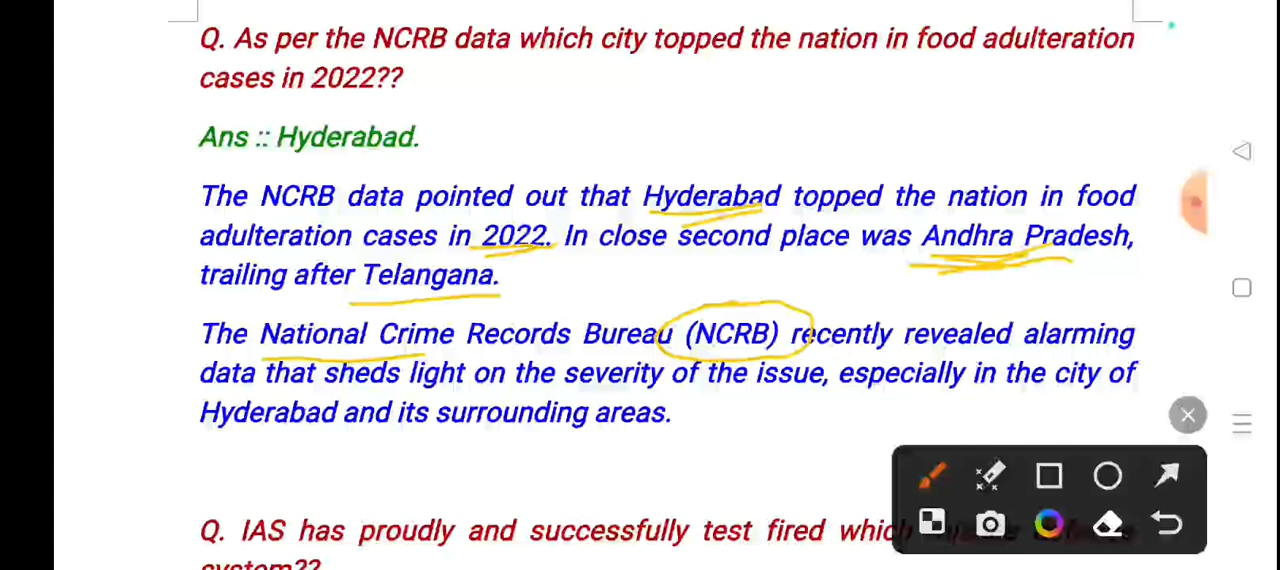 Q. As per the NCRB data which city topped the nation in food adulteration
cases in 2022??
Ans :: Hyderabad.
The NCRB data pointed out that Hyderabad topped the nation in food
adulteration cases in 2022. In close second place was Andhra Pradesh,
trailing after Telangana.
The National Crime Records Bureau (NCRB) recently revealed alarming
data that sheds light on the severity of the issue, especially in the city of
Hyderabad and its surrounding areas.
Q. IAS has proudly and successfully test fired which
system??